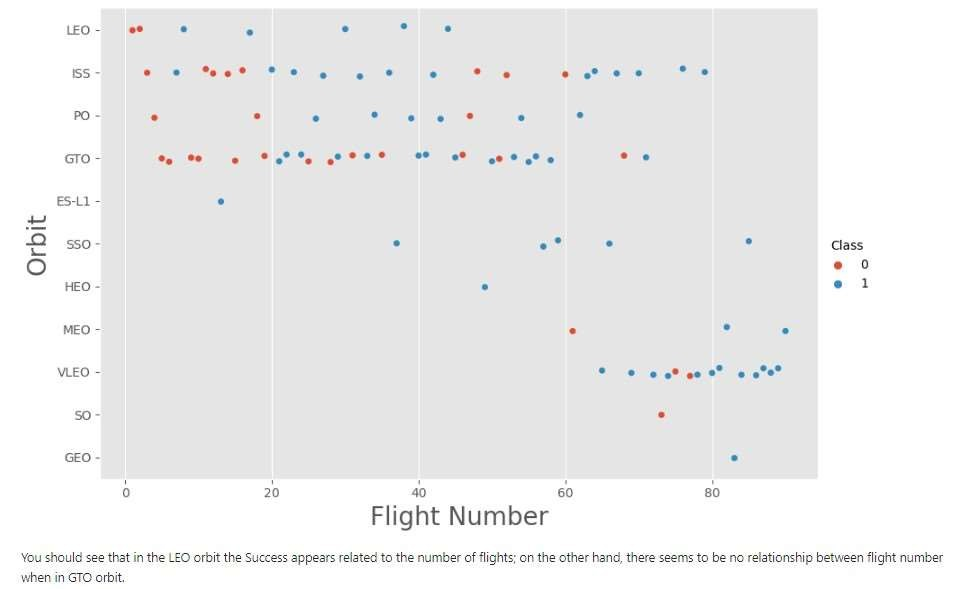 LEO
ISS
PO
GTO
ES-L1
SSO
HEO
MEO
VLEO
SO
GEO
Orbit
0 20 40 60 80
Flight Number
Class
0
1
You should see that in the LEO orbit the Success appears related to the number of flights; on the other hand, there seems to be no relationship between flight number
when in GTO orbit.